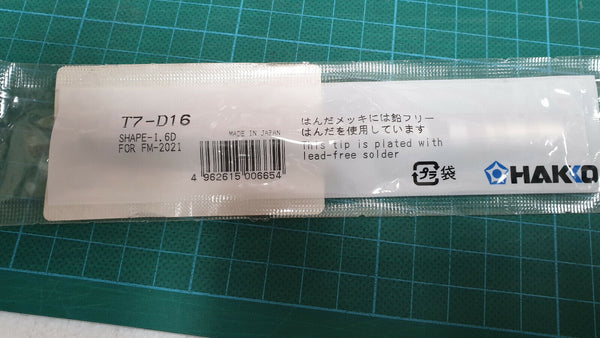 T7-D16
SHAPE-1.6D
FOR FM-2021
MADE IN JAPAN
4 962615 006654
はんだメッキには鉛フリー
はんだを使用しています
This tip is plated with
lead-free solder
プラ 袋
HAKKO